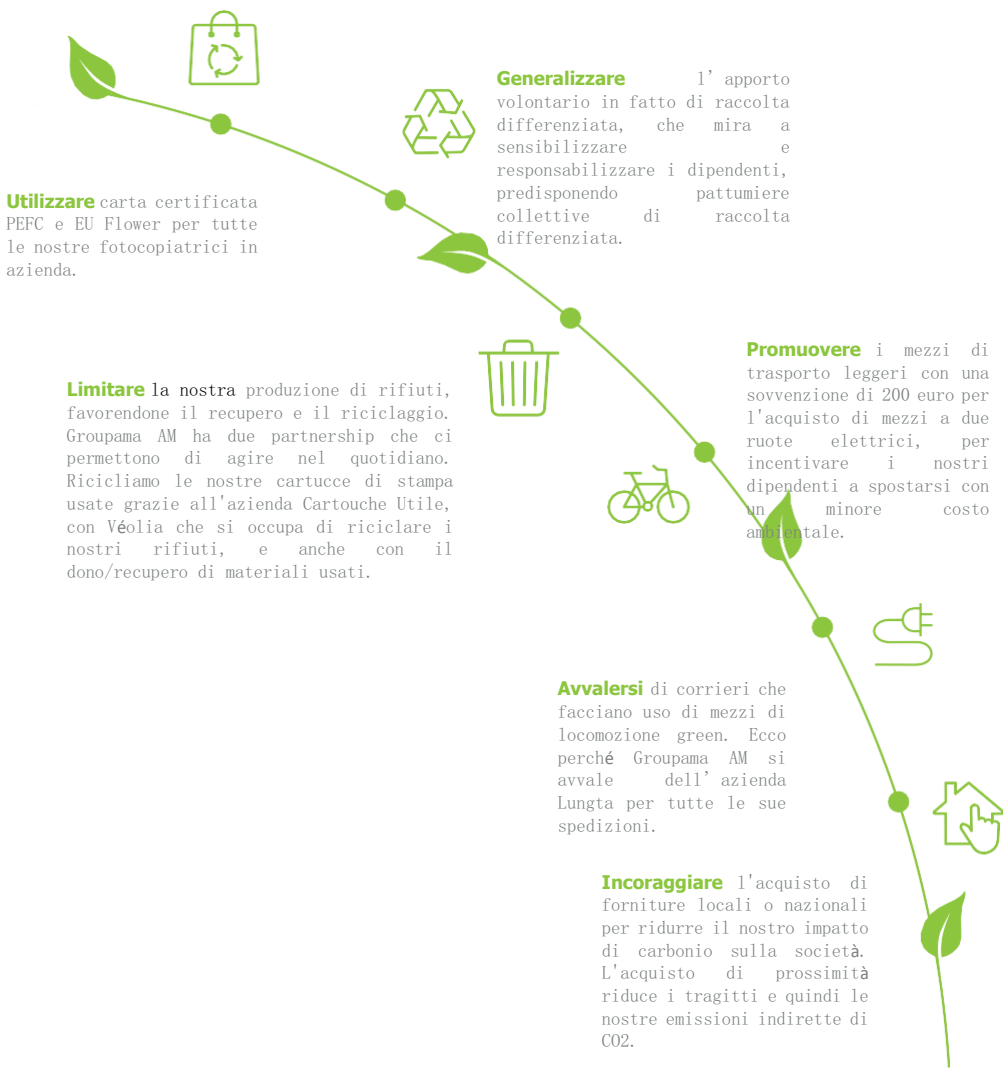 Utilizzare carta certificata
PEFC e EU Flower per tutte
le nostre fotocopiatrici in
azienda.
Generalizzare l’apporto
volontario in fatto di raccolta
differenziata, che mira a
sensibilizzare e
responsabilizzare i dipendenti,
predisponendo pattumiere
collettive di raccolta
differenziata.
Limitare la nostra produzione di rifiuti,
favorendone il recupero e il riciclaggio.
Groupama AM ha due partnership che ci
permettono di agire nel quotidiano.
Ricicliamo le nostre cartucce di stampa
usate grazie all'azienda Cartouche Utile,
con Véolia che si occupa di riciclare i
nostri rifiuti, e anche con il
dono/recupero di materiali usati.
Promuovere i mezzi di
trasporto leggeri con una
sovvenzione di 200 euro per
l'acquisto di mezzi a due
ruote elettrici, per
incentivare i nostri
dipendenti a spostarsi con
un minore costo
ambientale.
Avvalersi di corrieri che
facciano uso di mezzi di
locomozione green. Ecco
perché Groupama AM si
avvale dell’azienda
Lungta per tutte le sue
spedizioni.
Incoraggiare l'acquisto di
forniture locali o nazionali
per ridurre il nostro impatto
di carbonio sulla società.
L'acquisto di prossimità
riduce i tragitti e quindi le
nostre emissioni indirette di
CO2.